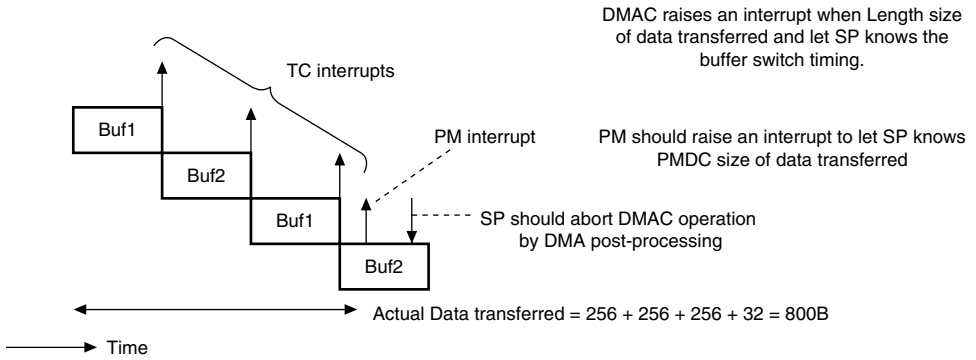 DMAC raises an interrupt when Length size
of data transferred and let SP knows the
buffer switch timing.
TC interrupts
Buf1
PM interrupt
PM should raise an interrupt to let SP knows
PMDC size of data transferred
Buf2
Buf1
SP should abort DMAC operation
by DMA post-processing
Buf2
Actual Data transferred = 256 + 256 + 256 + 32 = 800B
Time